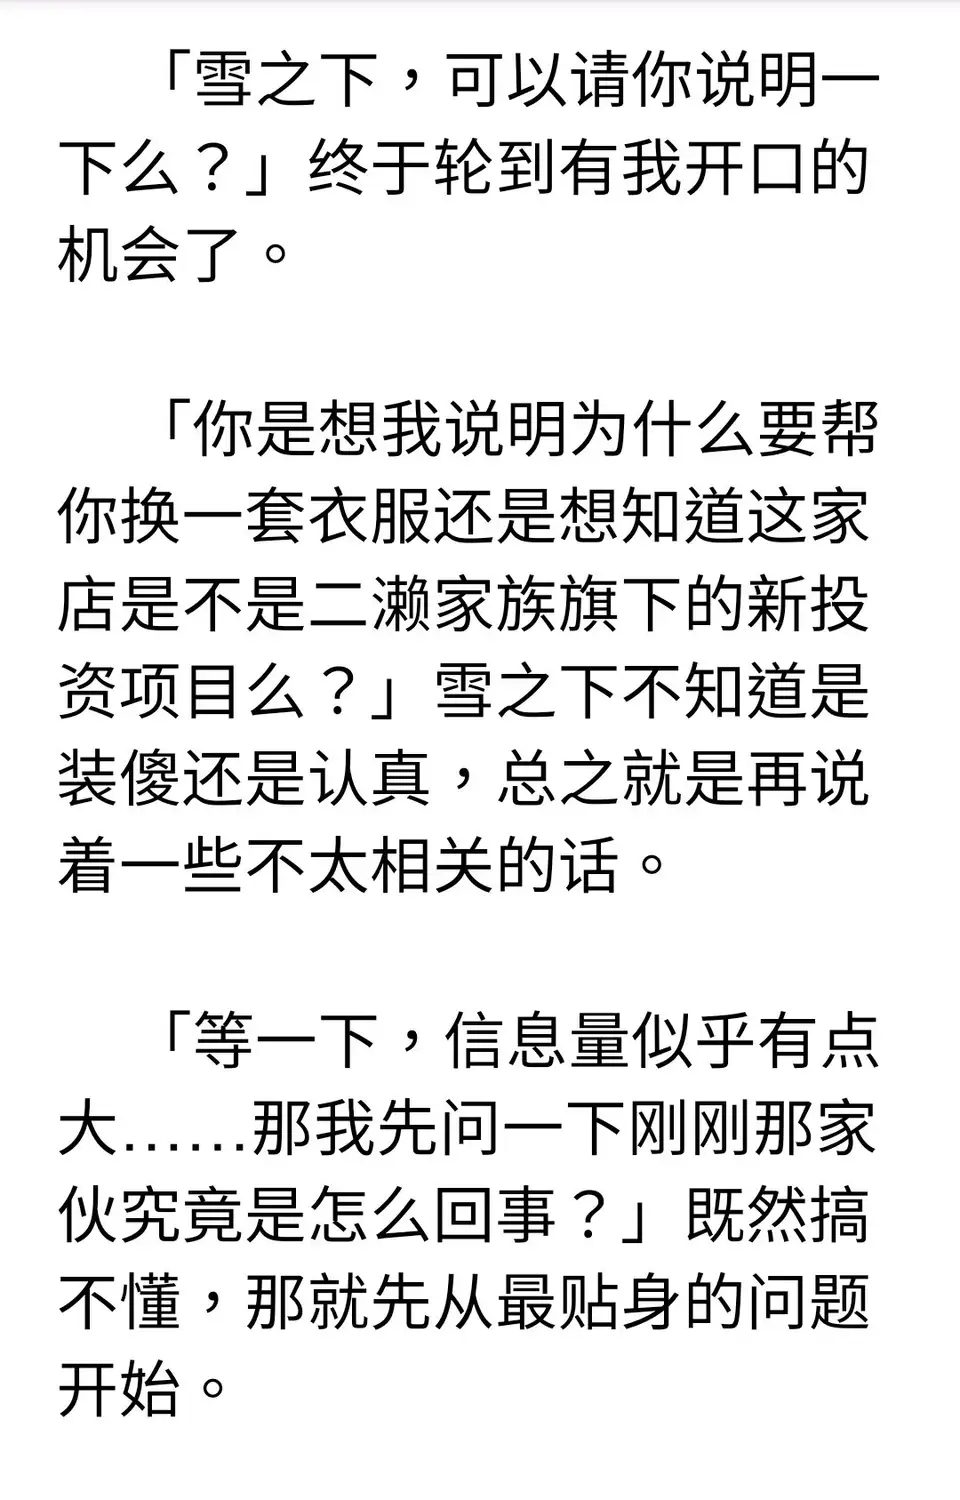 「雪之下，可以请你说明一
下么？」终于轮到有我开口的
机会了。
「你是想我说明为什么要帮
你换一套衣服还是想知道这家
店是不是二濑家族旗下的新投
资项目么？」雪之下不知道是
装傻还是认真，总之就是再说
着一些不太相关的话。
「等一下，信息量似乎有点
大……那我先问一下刚刚那家
伙究竟是怎么回事？」既然搞
不懂，那就先从最贴身的问题
开始。